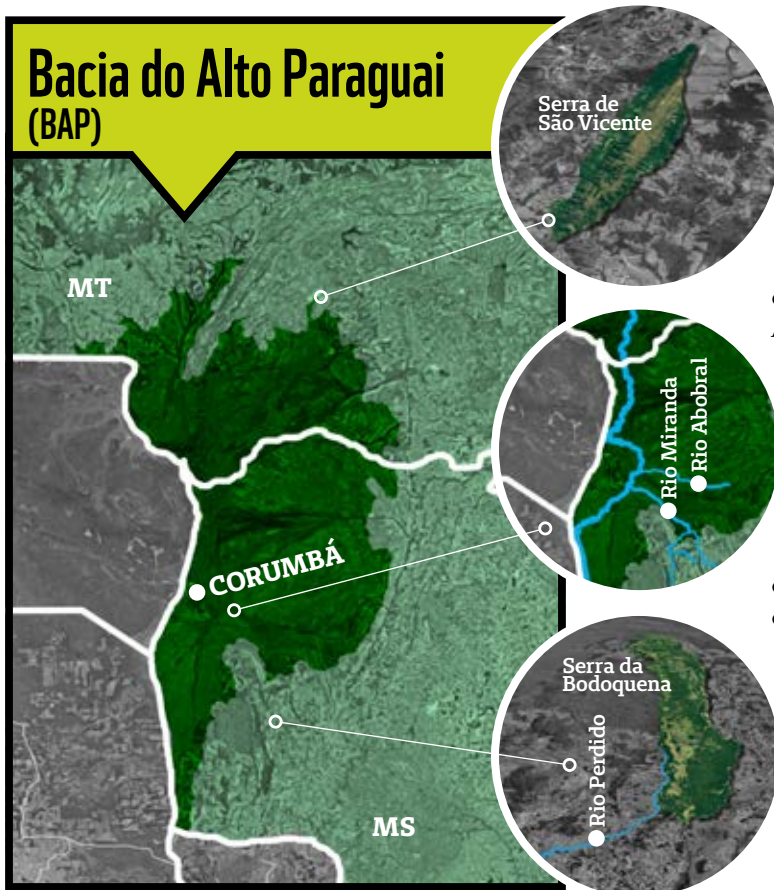 Bacia do Alto Paraguai
(BAP)
Serra de
São Vicente
MT
Rio Miranda
Rio Abobral
CORUMBÁ
Serra da
Bodoquena
Rio Perdido
MS